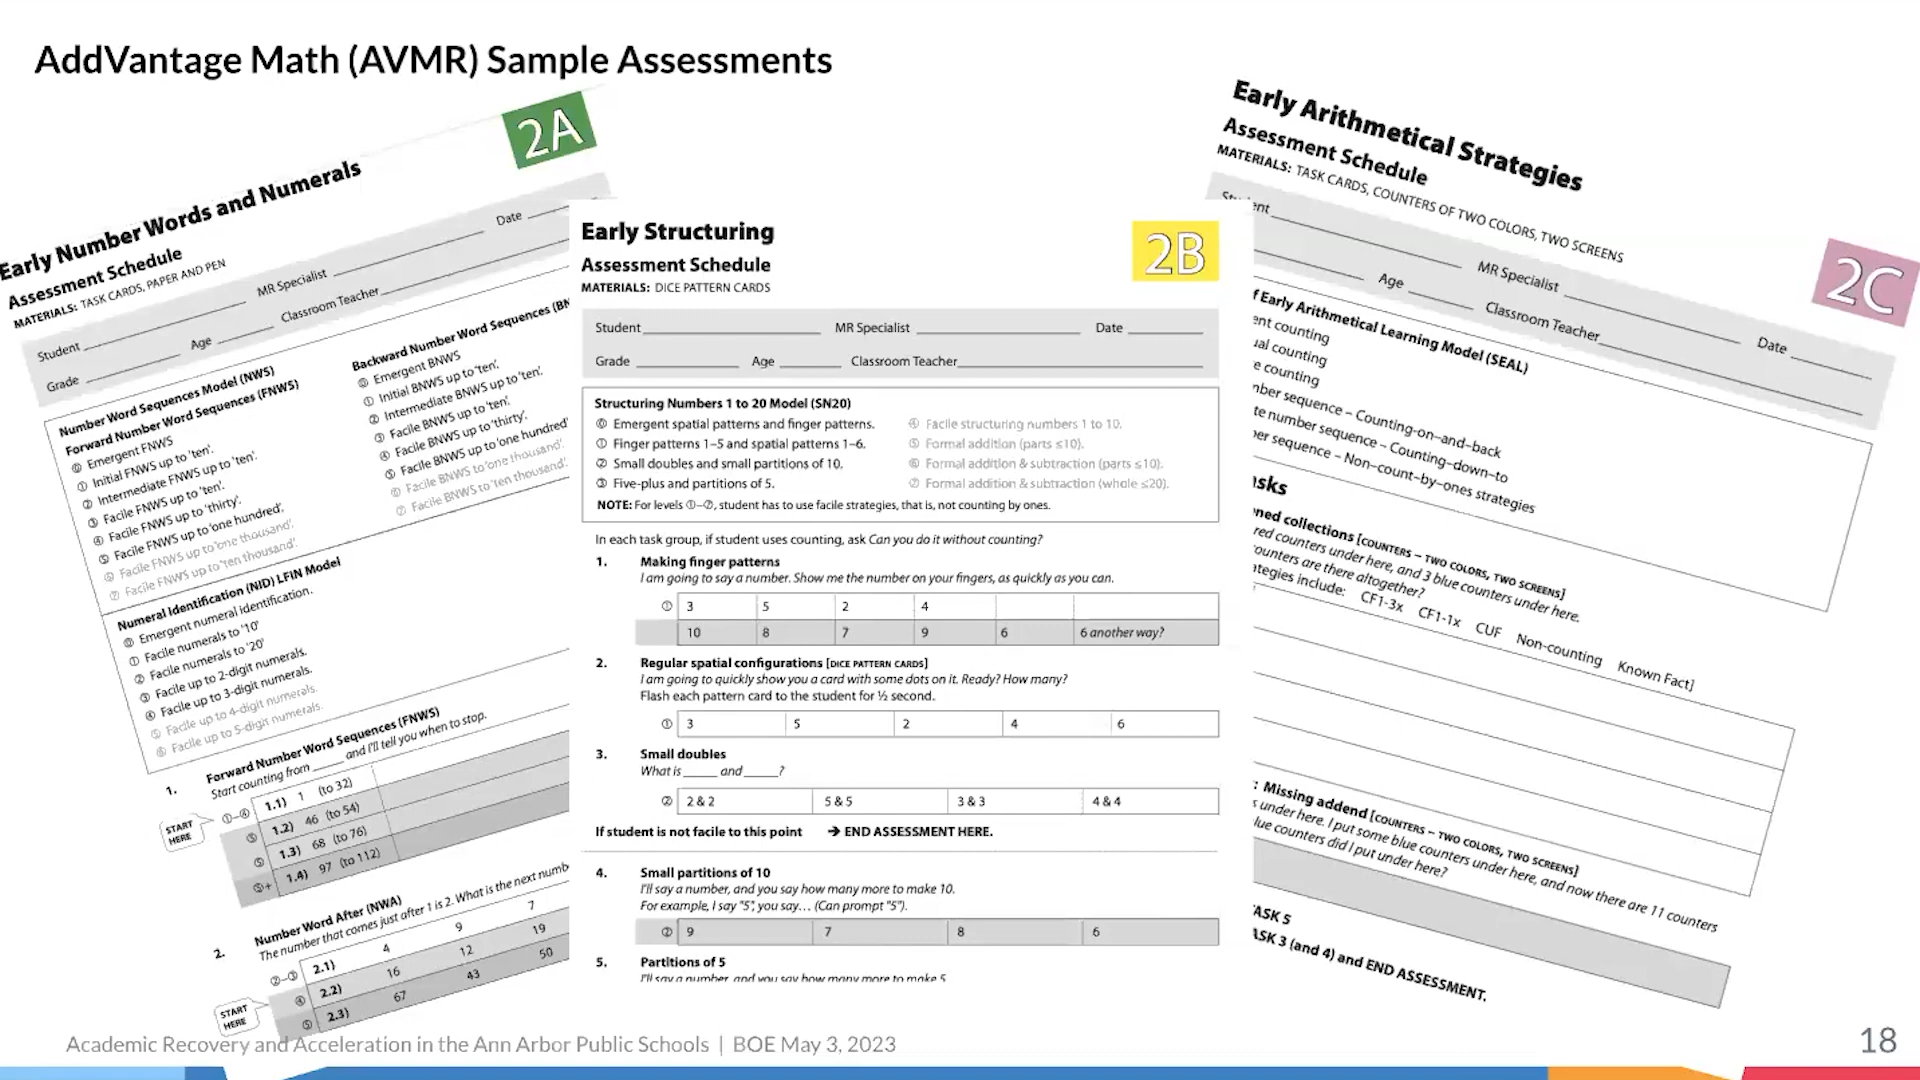 AddVantage Math (AVMR) Sample Assessments
2A
Early Number Words and Numerals
Assessment Schedule
MATERIALS: TASK CARDS, PAPER AND PEN
Student MR Specialist Date
Grade Age Classroom Teacher
Number Word Sequences Model (NWS)
Forward Number Word Sequences (FNWS)
⓪ Emergent FNWS
① Initial FNWS up to 'ten'.
② Intermediate FNWS up to 'ten'.
③ Facile FNWS up to 'ten'.
④ Facile FNWS up to 'thirty'.
⑤ Facile FNWS up to 'one hundred'.
⑥ Facile FNWS up to 'one thousand'.
⑦ Facile FNWS up to 'ten thousand'.
Backward Number Word Sequences (BN
⓪ Emergent BNWS
① Initial BNWS up to 'ten'.
② Intermediate BNWS up to 'ten'.
③ Facile BNWS up to 'ten'.
④ Facile BNWS up to 'thirty'.
⑤ Facile BNWS up to 'one hundred'
⑥ Facile BNWS up to 'one thousand'.
⑦ Facile BNWS up to 'ten thousand'.
Numeral Identification (NID) LFIN Model
⓪ Emergent numeral identification.
① Facile numerals to '10'
② Facile numerals to '20'
③ Facile up to 2-digit numerals.
④ Facile up to 3-digit numerals.
⑤ Facile up to 4-digit numerals.
⑥ Facile up to 5-digit numerals.
1. Forward Number Word Sequences (FNWS)
Start counting from _____ and I'll tell you when to stop.
START HERE
①–④ 1.1) 1 (to 32)
⑤ 1.2) 46 (to 54)
⑤ 1.3) 68 (to 76)
⑤+ 1.4) 97 (to 112)
2. Number Word After (NWA)
The number that comes just after 1 is 2. What is the next numb
START HERE
②–③ 2.1) 4 9 7
④ 2.2) 16 12 19
⑤ 2.3) 67 43 50
Early Structuring
2B
Assessment Schedule
MATERIALS: DICE PATTERN CARDS
Student MR Specialist Date
Grade Age Classroom Teacher
Structuring Numbers 1 to 20 Model (SN20)
⓪ Emergent spatial patterns and finger patterns.
① Finger patterns 1–5 and spatial patterns 1–6.
② Small doubles and small partitions of 10.
③ Five-plus and partitions of 5.
④ Facile structuring numbers 1 to 10.
⑤ Formal addition (parts ≤10).
⑥ Formal addition & subtraction (parts ≤10).
⑦ Formal addition & subtraction (whole ≤20).
NOTE: For levels ①–⑦, student has to use facile strategies, that is, not counting by ones.
In each task group, if student uses counting, ask Can you do it without counting?
1. Making finger patterns
I am going to say a number. Show me the number on your fingers, as quickly as you can.
① 3 5 2 4
10 8 7 9 6 6 another way?
2. Regular spatial configurations [DICE PATTERN CARDS]
I am going to quickly show you a card with some dots on it. Ready? How many?
Flash each pattern card to the student for ½ second.
① 3 5 2 4 6
3. Small doubles
What is _____ and _____?
② 2 & 2 5 & 5 3 & 3 4 & 4
If student is not facile to this point → END ASSESSMENT HERE.
4. Small partitions of 10
I'll say a number, and you say how many more to make 10.
For example, I say "5", you say… (Can prompt "5").
② 9 7 8 6
5. Partitions of 5
I'll say a number, and you say how many more to make 5.
Early Arithmetical Strategies
2C
Assessment Schedule
MATERIALS: TASK CARDS, COUNTERS OF TWO COLORS, TWO SCREENS
Student MR Specialist Date
Age Classroom Teacher
f Early Arithmetical Learning Model (SEAL)
ent counting
ual counting
e counting
nber sequence – Counting-on–and–back
te number sequence – Counting–down–to
er sequence – Non–count–by–ones strategies
asks
ned collections [COUNTERS – TWO COLORS, TWO SCREENS]
red counters under here, and 3 blue counters under here.
ounters are there altogether?
ategies include: CF1-3x CF1-1x CUF Non-counting Known Fact]
: Missing addend [COUNTERS – TWO COLORS, TWO SCREENS]
s under here. I put some blue counters under here, and now there are 11 counters
lue counters did I put under here?
ASK 5
ASK 3 (and 4) and END ASSESSMENT.
Academic Recovery and Acceleration in the Ann Arbor Public Schools | BOE May 3, 2023
18